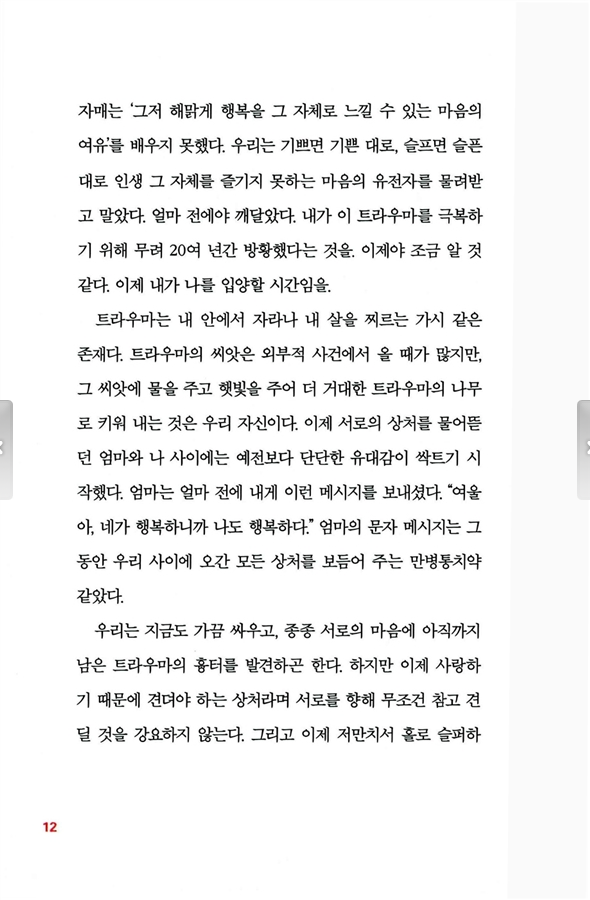 자매는 ‘그저 해맑게 행복을 그 자체로 느낄 수 있는 마음의
여유’를 배우지 못했다. 우리는 기쁘면 기쁜 대로, 슬프면 슬픈
대로 인생 그 자체를 즐기지 못하는 마음의 유전자를 물려받
고 말았다. 얼마 전에야 깨달았다. 내가 이 트라우마를 극복하
기 위해 무려 20여 년간 방황했다는 것을. 이제야 조금 알 것
같다. 이제 내가 나를 입양할 시간임을.
트라우마는 내 안에서 자라나 내 살을 찌르는 가시 같은
존재다. 트라우마의 씨앗은 외부적 사건에서 올 때가 많지만,
그 씨앗에 물을 주고 햇빛을 주어 더 거대한 트라우마의 나무
로 키워 내는 것은 우리 자신이다. 이제 서로의 상처를 물어뜯
던 엄마와 나 사이에는 예전보다 단단한 유대감이 싹트기 시
작했다. 엄마는 얼마 전에 내게 이런 메시지를 보내셨다. “여울
아, 네가 행복하니까 나도 행복하다.” 엄마의 문자 메시지는 그
동안 우리 사이에 오간 모든 상처를 보듬어 주는 만병통치약
같았다.
우리는 지금도 가끔 싸우고, 종종 서로의 마음에 아직까지
남은 트라우마의 흉터를 발견하곤 한다. 하지만 이제 사랑하
기 때문에 견뎌야 하는 상처라며 서로를 향해 무조건 참고 견
딜 것을 강요하지 않는다. 그리고 이제 저만치서 홀로 슬퍼하
12